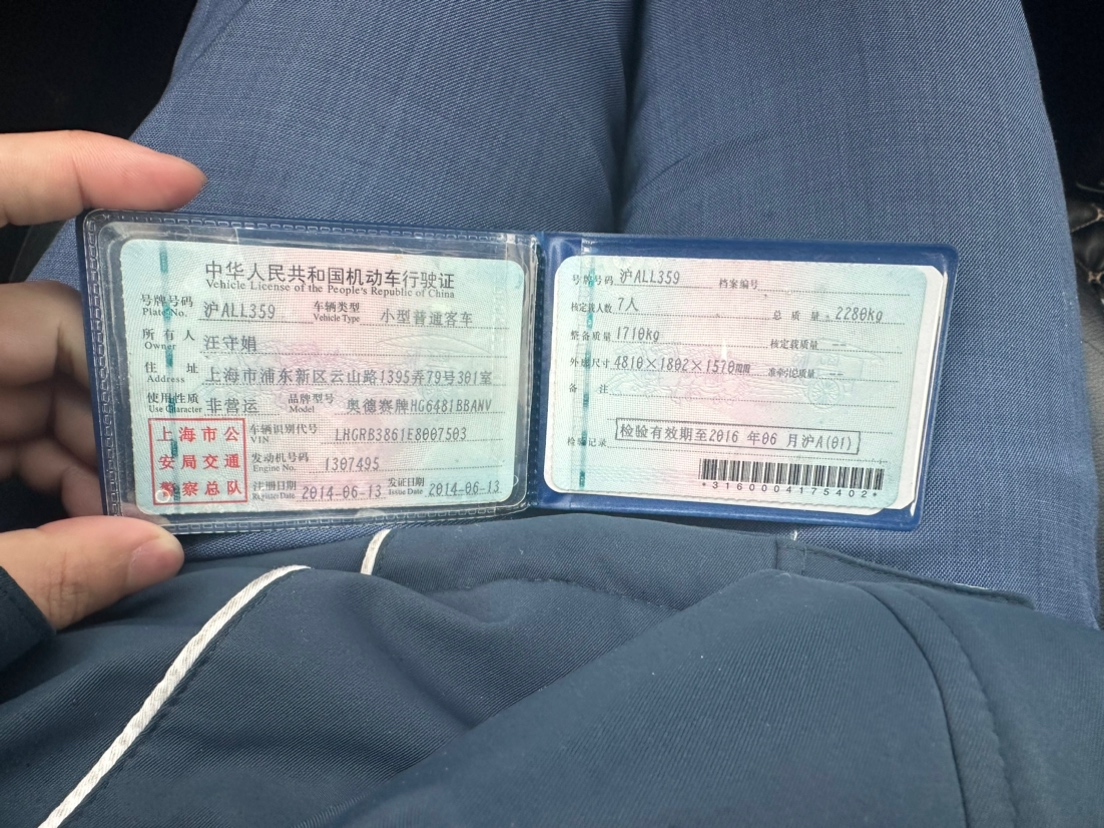 中华人民共和国机动车行驶证
Vehicle License of the People's Republic of China
号牌号码 沪ALL359 车辆类型 小型普通客车
Plate No. Vehicle Type
所有人 汪守娟
Owner
住址 上海市浦东新区云山路1395弄79号301室
Address
使用性质 非营运 品牌型号 奥德赛牌HG6481BBANV
Use Character Model
上海市公
安局交通
警察总队
车辆识别代号 LHGRB3861E8007503
VIN
发动机号码 1307495
Engine No.
注册日期 2014-06-13 发证日期 2014-06-13
Register Date Issue Date
号牌号码 沪ALL359 档案编号
核定载人数 7人 总质量 2280kg
整备质量 1710kg 核定载质量 --
外廓尺寸 4810×1802×1570mm 准牵引总质量 --
备注
检验记录 检验有效期至2016年06月沪A(01)
*3160004175402*